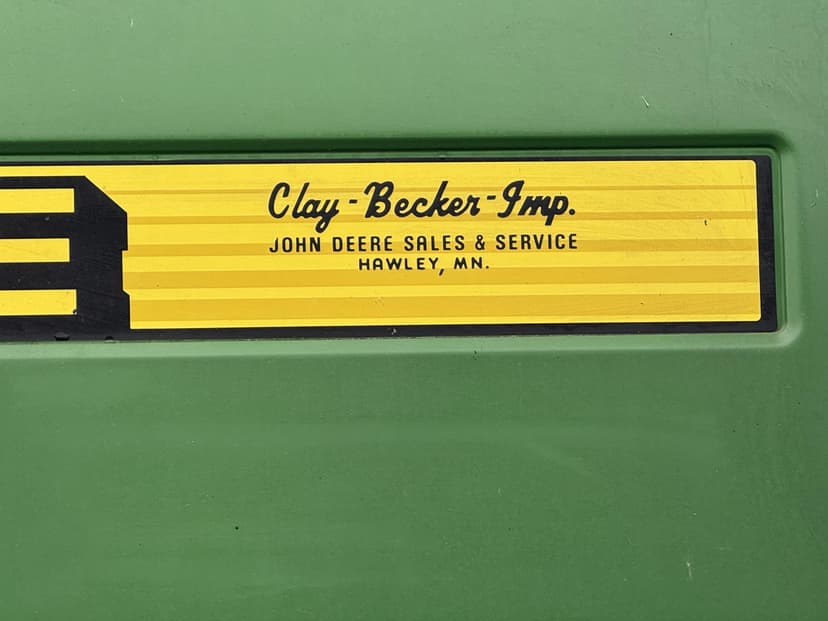 Clay-Becker-Imp.
JOHN DEERE SALES & SERVICE
HAWLEY, MN.